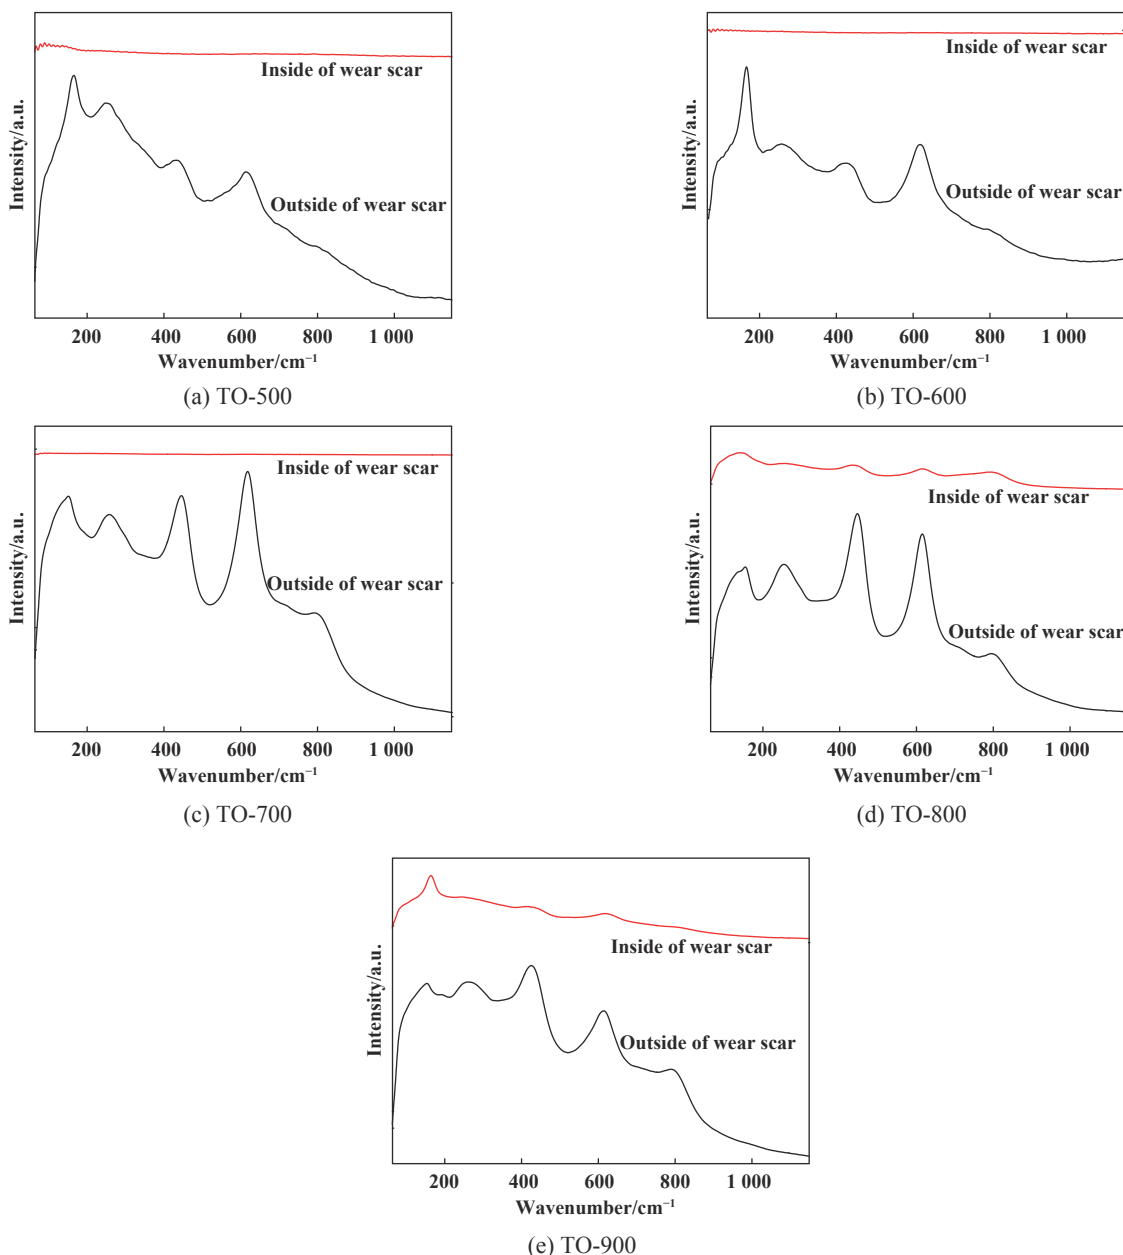 Intensity/a.u.
Inside of wear scar
Outside of wear scar
200 400 600 800 1 000
Wavenumber/cm⁻¹
(a) TO-500
Intensity/a.u.
Inside of wear scar
Outside of wear scar
200 400 600 800 1 000
Wavenumber/cm⁻¹
(b) TO-600
Intensity/a.u.
Inside of wear scar
Outside of wear scar
200 400 600 800 1 000
Wavenumber/cm⁻¹
(c) TO-700
Intensity/a.u.
Inside of wear scar
Outside of wear scar
200 400 600 800 1 000
Wavenumber/cm⁻¹
(d) TO-800
Intensity/a.u.
Inside of wear scar
Outside of wear scar
200 400 600 800 1 000
Wavenumber/cm⁻¹
(e) TO-900